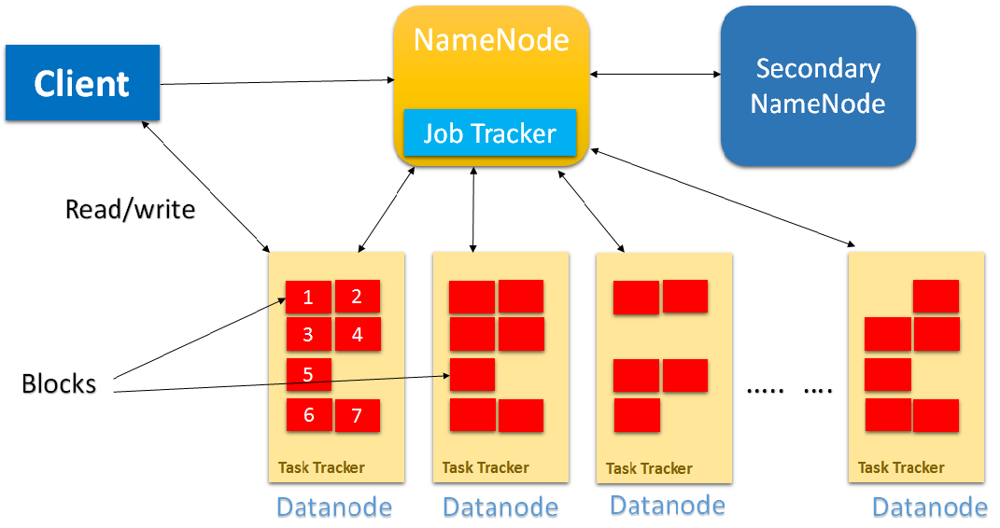 Client
NameNode
Job Tracker
Secondary
NameNode
Read/write
Blocks
1 2
3 4
5
6 7
Task Tracker
Task Tracker
Task Tracker
Task Tracker
..... ....
Datanode
Datanode
Datanode
Datanode